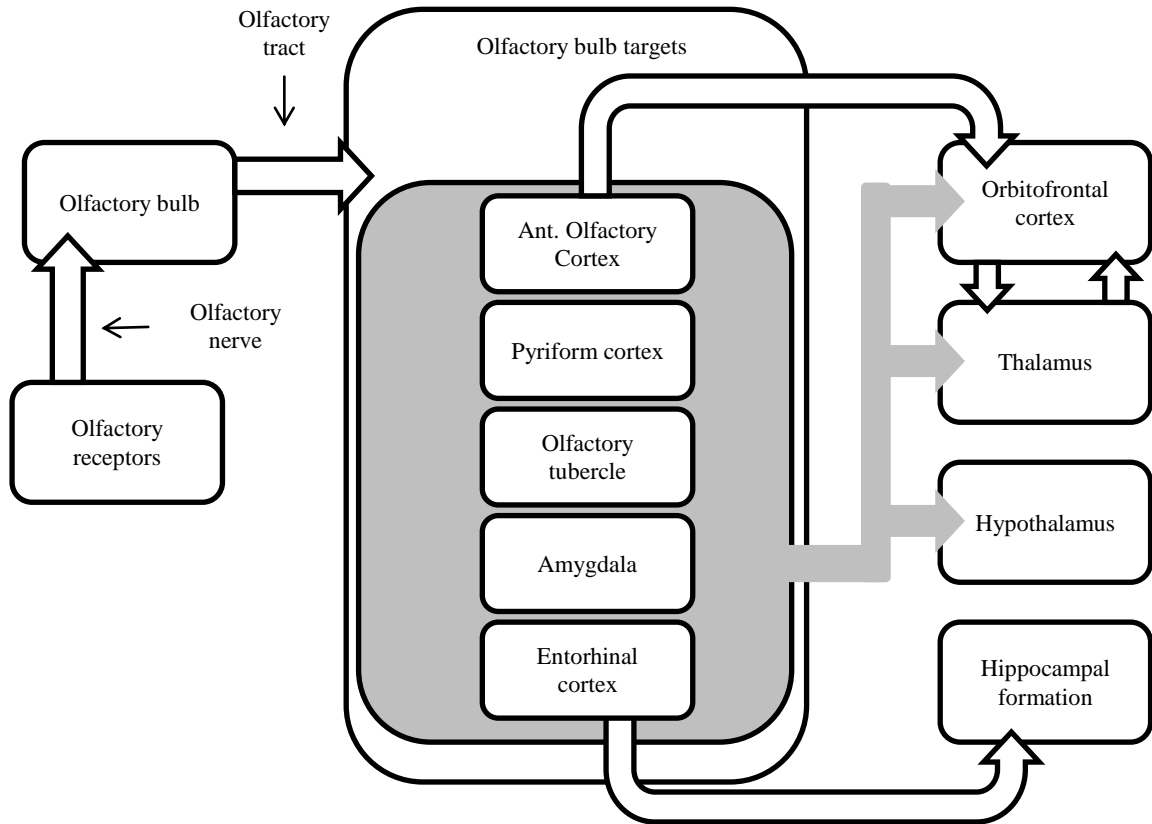 Olfactory
tract
Olfactory bulb targets
Olfactory bulb
Olfactory
nerve
Olfactory
receptors
Ant. Olfactory
Cortex
Pyriform cortex
Olfactory
tubercle
Amygdala
Entorhinal
cortex
Orbitofrontal
cortex
Thalamus
Hypothalamus
Hippocampal
formation